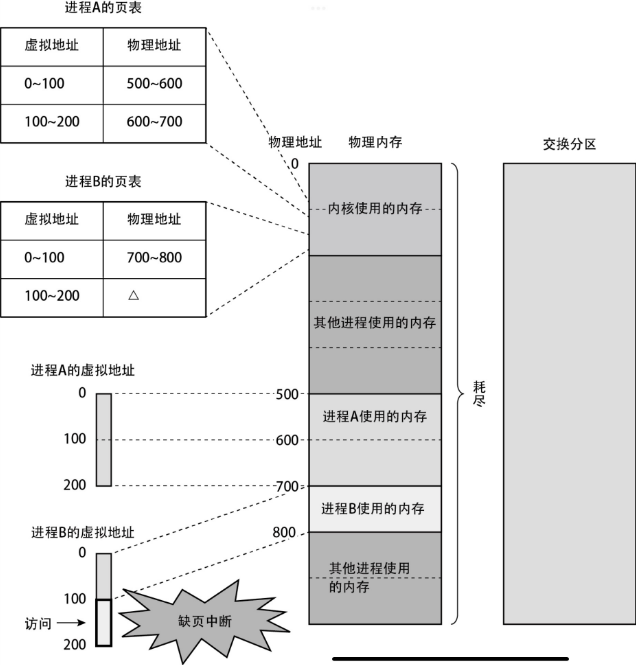 进程A的页表
虚拟地址 物理地址
0~100 500~600
100~200 600~700
进程B的页表
虚拟地址 物理地址
0~100 700~800
100~200 △
物理地址 物理内存 交换分区
0
内核使用的内存
其他进程使用的内存
500
进程A使用的内存
600
700
进程B使用的内存
800
其他进程使用
的内存
耗尽
进程A的虚拟地址
0
100
200
进程B的虚拟地址
0
100
访问
200
缺页中断